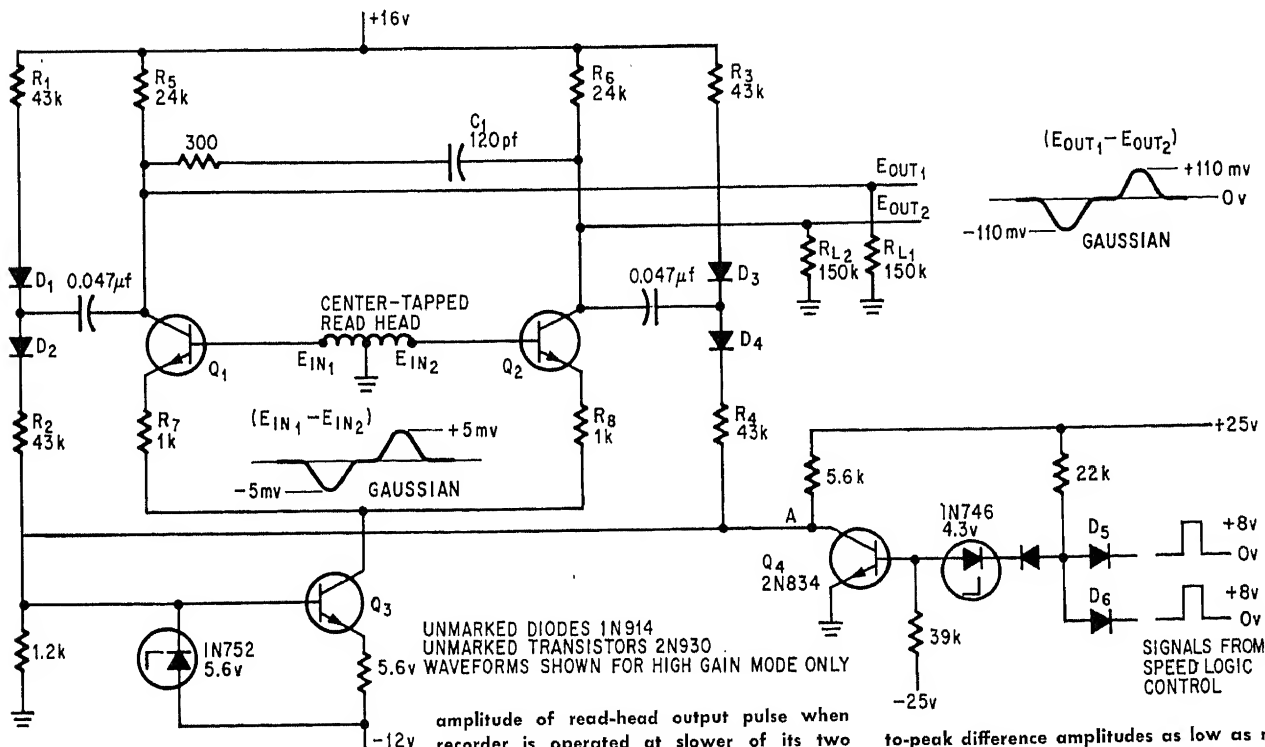 +16v
R1
43k
R5
24k
R6
24k
R3
43k
300
C1
120pf
(EOUT1 – EOUT2)
+110 mv
0v
-110mv
GAUSSIAN
EOUT1
EOUT2
RL2
150k
RL1
150k
D1
0.047μf
D2
CENTER-TAPPED
READ HEAD
EIN1
EIN2
0.047μf
D3
D4
Q1
Q2
R2
43k
R7
1k
(EIN1 – EIN2)
+5mv
-5mv
GAUSSIAN
R8
1k
R4
43k
+25v
5.6k
22k
A
1N746
4.3v
Q4
2N834
D5
+8v
0v
D6
+8v
0v
39k
-25v
SIGNALS FROM
SPEED LOGIC
CONTROL
Q3
1.2k
1N752
5.6v
5.6v
-12v
UNMARKED DIODES 1N914
UNMARKED TRANSISTORS 2N930
WAVEFORMS SHOWN FOR HIGH GAIN MODE ONLY
amplitude of read-head output pulse when
recorder is operated at slower of its two
to-peak difference amplitudes as low as